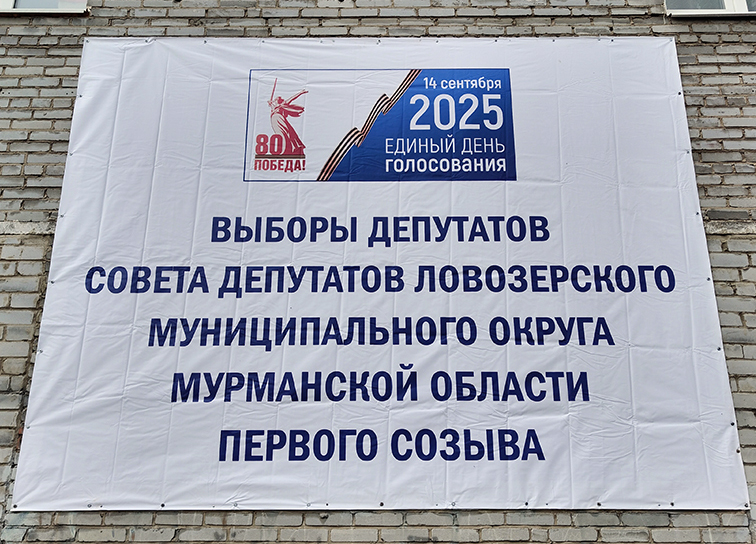 80
ПОБЕДА!
14 сентября
2025
ЕДИНЫЙ ДЕНЬ
ГОЛОСОВАНИЯ
ВЫБОРЫ ДЕПУТАТОВ
СОВЕТА ДЕПУТАТОВ ЛОВОЗЕРСКОГО
МУНИЦИПАЛЬНОГО ОКРУГА
МУРМАНСКОЙ ОБЛАСТИ
ПЕРВОГО СОЗЫВА